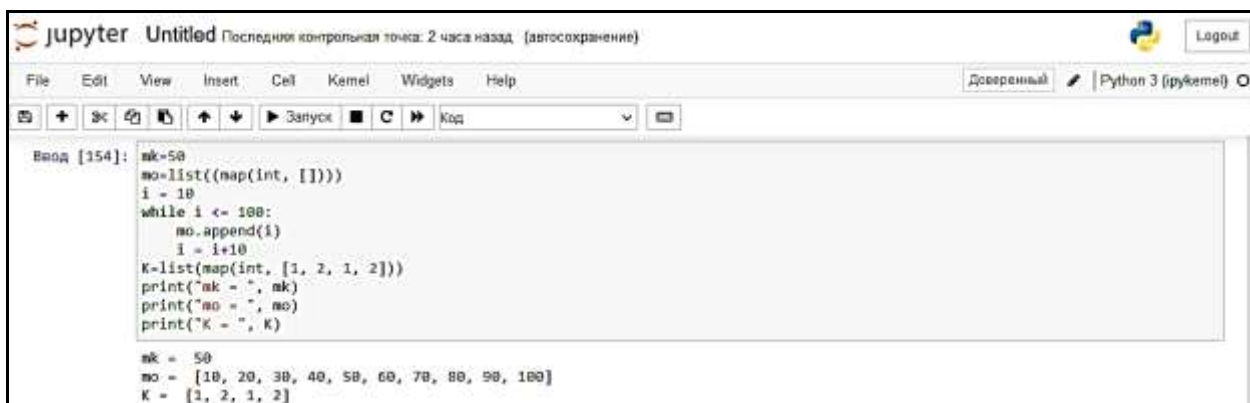 jupyter Untitled Последняя контрольная точка: 2 часа назад (автосохранение) Logout
File Edit View Insert Cell Kernel Widgets Help Доверенный Python 3 (ipykernel) O
Запуск C Код
Ввод [154]: mk=50
mo=list((map(int, [])))
i = 10
while i <= 100:
    mo.append(i)
    i = i+10
K=list(map(int, [1, 2, 1, 2]))
print("mk = ", mk)
print("mo = ", mo)
print("K = ", K)
mk =  50
mo =  [10, 20, 30, 40, 50, 60, 70, 80, 90, 100]
K =  [1, 2, 1, 2]